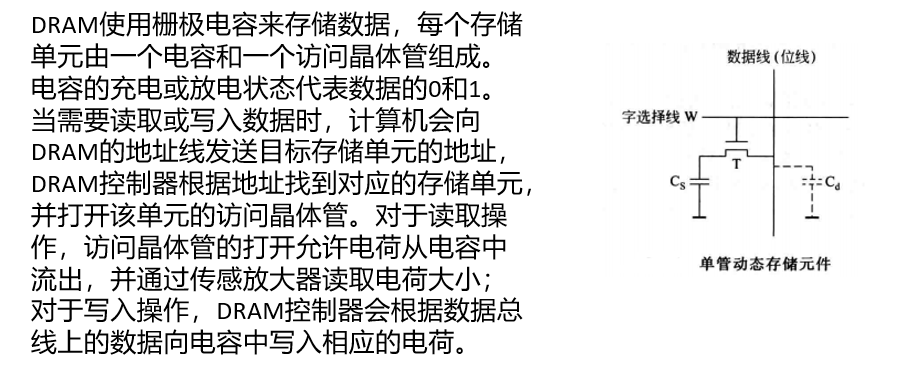 DRAM使用栅极电容来存储数据，每个存储
单元由一个电容和一个访问晶体管组成。
电容的充电或放电状态代表数据的0和1。
当需要读取或写入数据时，计算机会向
DRAM的地址线发送目标存储单元的地址，
DRAM控制器根据地址找到对应的存储单元，
并打开该单元的访问晶体管。对于读取操
作，访问晶体管的打开允许电荷从电容中
流出，并通过传感放大器读取电荷大小；
对于写入操作，DRAM控制器会根据数据总
线上的数据向电容中写入相应的电荷。
数据线(位线)
字选择线 W
T
Cs
Cd
单管动态存储元件